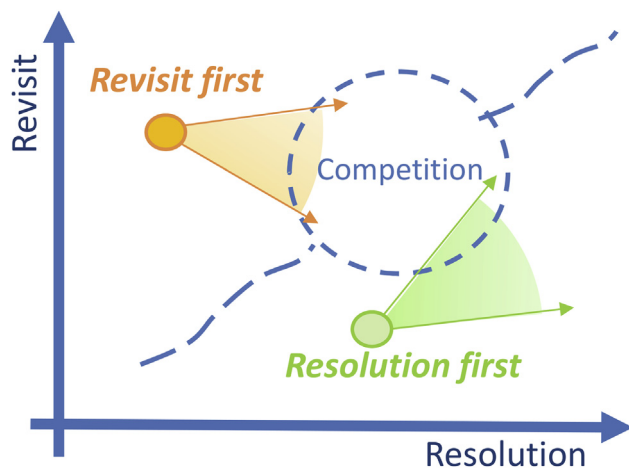 Revisit
Revisit first
Competition
Resolution first
Resolution